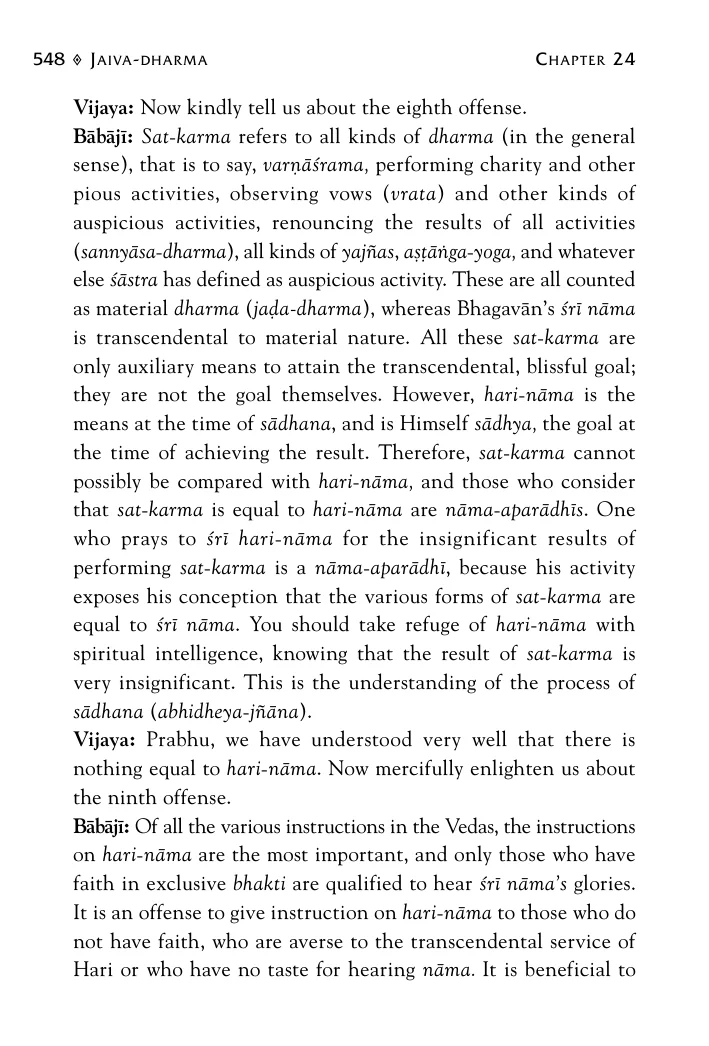 548 ◊ JAIVA-DHARMA CHAPTER 24
Vijaya: Now kindly tell us about the eighth offense.
Bābājī: Sat-karma refers to all kinds of dharma (in the general
sense), that is to say, varṇāśrama, performing charity and other
pious activities, observing vows (vrata) and other kinds of
auspicious activities, renouncing the results of all activities
(sannyāsa-dharma), all kinds of yajñas, aṣṭāṅga-yoga, and whatever
else śāstra has defined as auspicious activity. These are all counted
as material dharma (jaḍa-dharma), whereas Bhagavān’s śrī nāma
is transcendental to material nature. All these sat-karma are
only auxiliary means to attain the transcendental, blissful goal;
they are not the goal themselves. However, hari-nāma is the
means at the time of sādhana, and is Himself sādhya, the goal at
the time of achieving the result. Therefore, sat-karma cannot
possibly be compared with hari-nāma, and those who consider
that sat-karma is equal to hari-nāma are nāma-aparādhīs. One
who prays to śrī hari-nāma for the insignificant results of
performing sat-karma is a nāma-aparādhī, because his activity
exposes his conception that the various forms of sat-karma are
equal to śrī nāma. You should take refuge of hari-nāma with
spiritual intelligence, knowing that the result of sat-karma is
very insignificant. This is the understanding of the process of
sādhana (abhidheya-jñāna).
Vijaya: Prabhu, we have understood very well that there is
nothing equal to hari-nāma. Now mercifully enlighten us about
the ninth offense.
Bābājī: Of all the various instructions in the Vedas, the instructions
on hari-nāma are the most important, and only those who have
faith in exclusive bhakti are qualified to hear śrī nāma’s glories.
It is an offense to give instruction on hari-nāma to those who do
not have faith, who are averse to the transcendental service of
Hari or who have no taste for hearing nāma. It is beneficial to